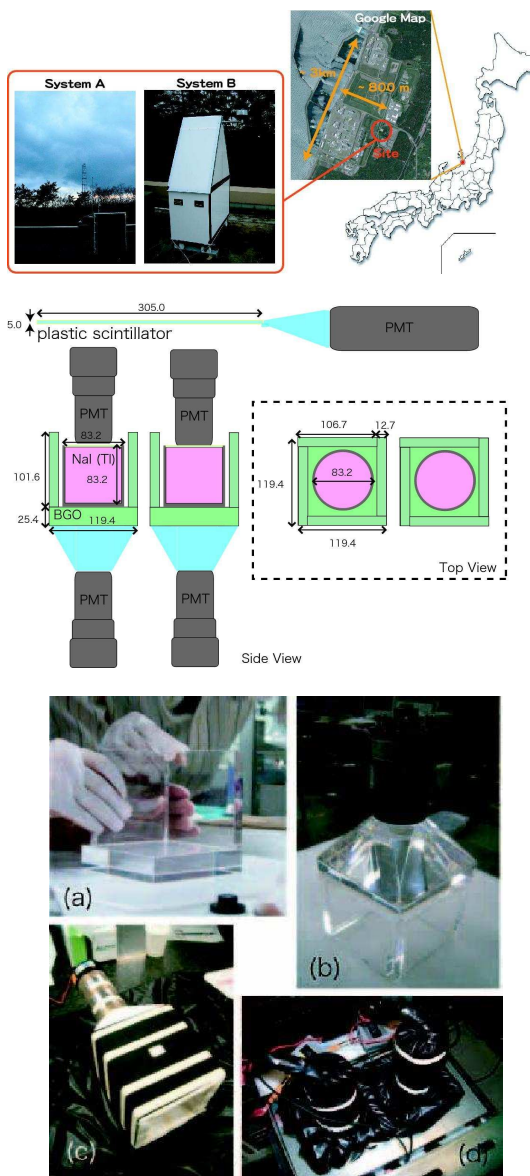 Google Map
System A
System B
~ 3km
~ 800 m
Site
305.0
5.0
plastic scintillator
PMT
PMT
PMT
83.2
NaI (Tl)
83.2
101.6
25.4
BGO
119.4
PMT
PMT
Side View
106.7
12.7
83.2
119.4
119.4
Top View
(a)
(b)
(c)
(d)